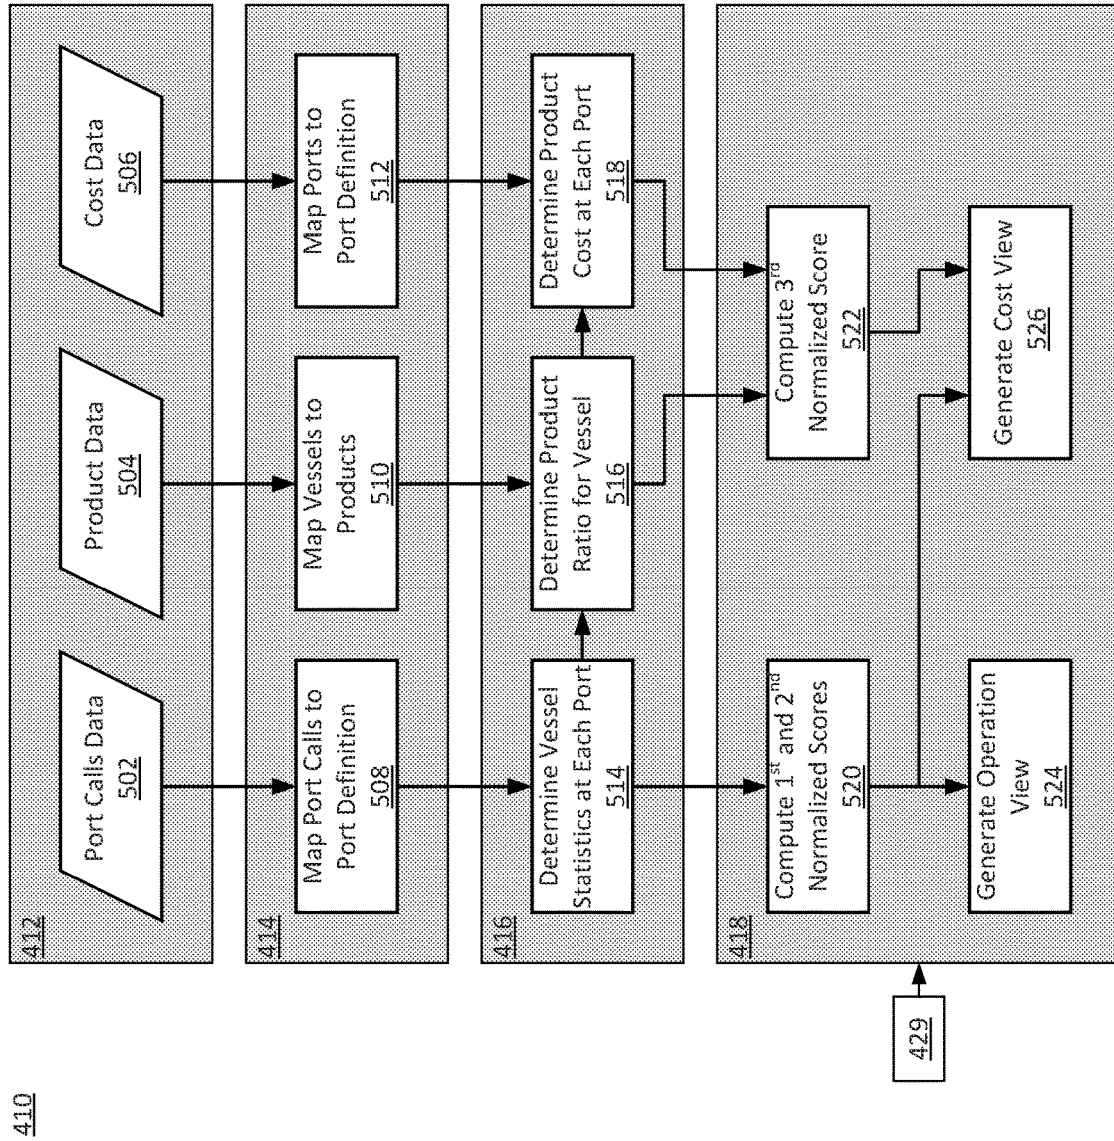 410
412
Port Calls Data
502
Product Data
504
Cost Data
506
414
Map Port Calls to
Port Definition
508
Map Vessels to
Products
510
Map Ports to
Port Definition
512
416
Determine Vessel
Statistics at Each Port
514
Determine Product
Ratio for Vessel
516
Determine Product
Cost at Each Port
518
418
Compute 1st and 2nd
Normalized Scores
520
Compute 3rd
Normalized Score
522
Generate Operation
View
524
Generate Cost View
526
429